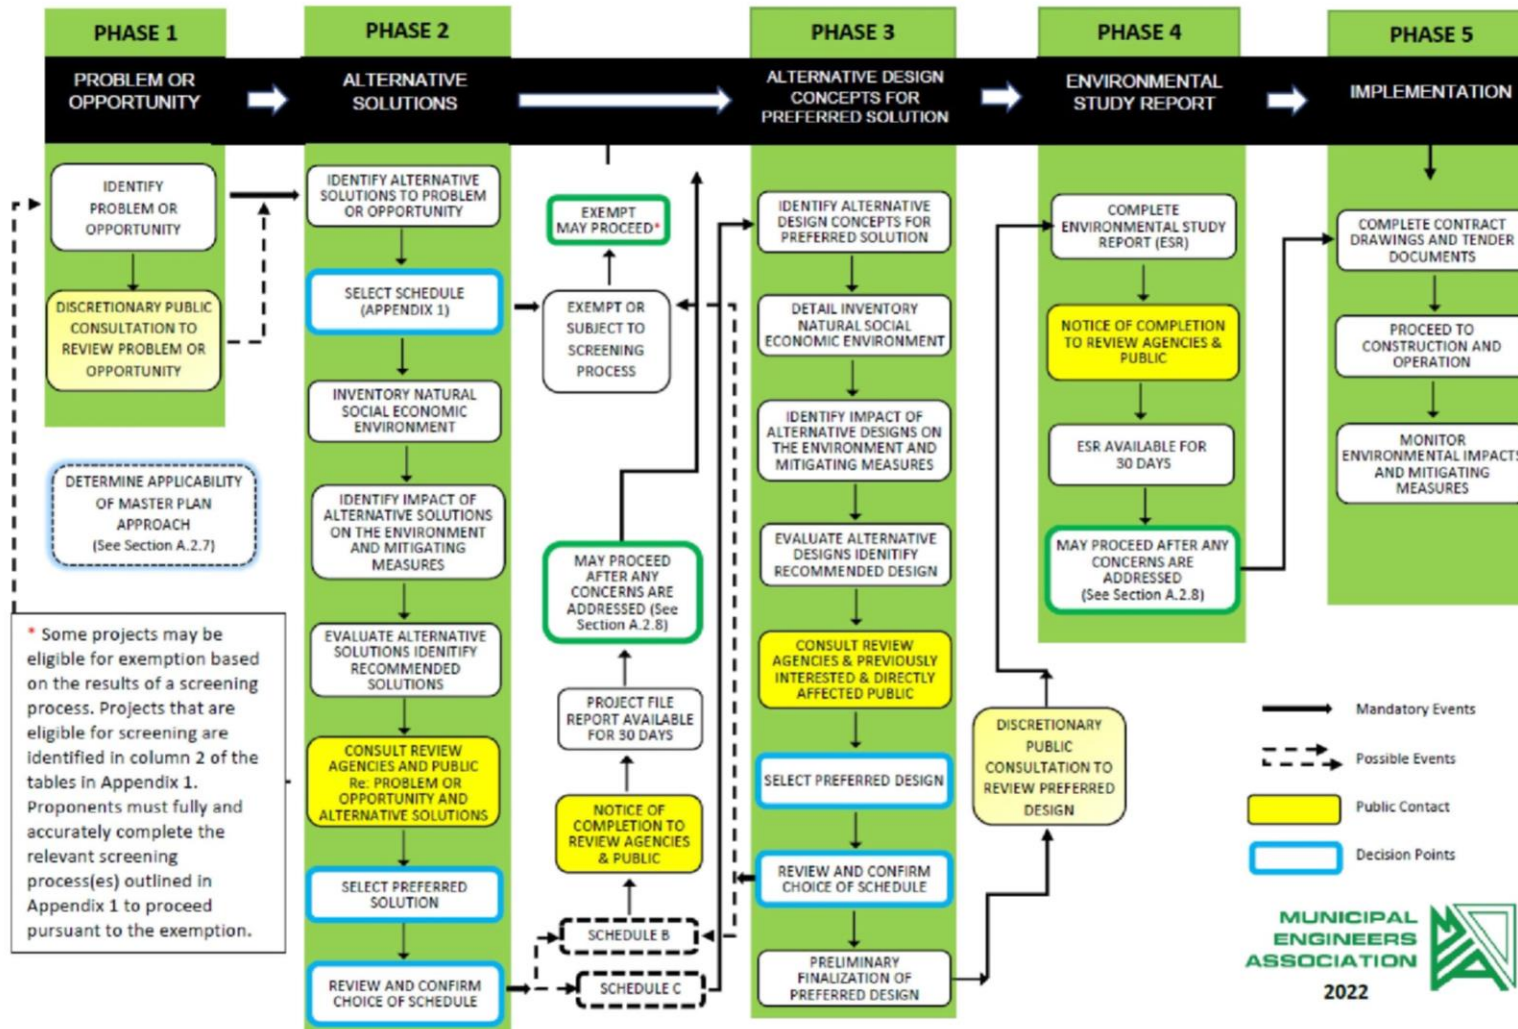 PHASE 1
PROBLEM OR
OPPORTUNITY
IDENTIFY
PROBLEM OR
OPPORTUNITY
DISCRETIONARY PUBLIC
CONSULTATION TO
REVIEW PROBLEM OR
OPPORTUNITY
DETERMINE APPLICABILITY
OF MASTER PLAN
APPROACH
(See Section A.2.7)
* Some projects may be
eligible for exemption based
on the results of a screening
process. Projects that are
eligible for screening are
identified in column 2 of the
tables in Appendix 1.
Proponents must fully and
accurately complete the
relevant screening
process(es) outlined in
Appendix 1 to proceed
pursuant to the exemption.
PHASE 2
ALTERNATIVE
SOLUTIONS
IDENTIFY ALTERNATIVE
SOLUTIONS TO PROBLEM
OR OPPORTUNITY
SELECT SCHEDULE
(APPENDIX 1)
INVENTORY NATURAL
SOCIAL ECONOMIC
ENVIRONMENT
IDENTIFY IMPACT OF
ALTERNATIVE SOLUTIONS
ON THE ENVIRONMENT
AND MITIGATING
MEASURES
EVALUATE ALTERNATIVE
SOLUTIONS IDENTIFY
RECOMMENDED
SOLUTIONS
CONSULT REVIEW
AGENCIES AND PUBLIC
Re: PROBLEM OR
OPPORTUNITY AND
ALTERNATIVE SOLUTIONS
SELECT PREFERRED
SOLUTION
REVIEW AND CONFIRM
CHOICE OF SCHEDULE
EXEMPT
MAY PROCEED*
EXEMPT OR
SUBJECT TO
SCREENING
PROCESS
MAY PROCEED
AFTER ANY
CONCERNS ARE
ADDRESSED (See
Section A.2.8)
PROJECT FILE
REPORT AVAILABLE
FOR 30 DAYS
NOTICE OF
COMPLETION TO
REVIEW AGENCIES
& PUBLIC
SCHEDULE B
SCHEDULE C
PHASE 3
ALTERNATIVE DESIGN
CONCEPTS FOR
PREFERRED SOLUTION
IDENTIFY ALTERNATIVE
DESIGN CONCEPTS FOR
PREFERRED SOLUTION
DETAIL INVENTORY
NATURAL SOCIAL
ECONOMIC ENVIRONMENT
IDENTIFY IMPACT OF
ALTERNATIVE DESIGNS ON
THE ENVIRONMENT AND
MITIGATING MEASURES
EVALUATE ALTERNATIVE
DESIGNS IDENTIFY
RECOMMENDED DESIGN
CONSULT REVIEW
AGENCIES & PREVIOUSLY
INTERESTED & DIRECTLY
AFFECTED PUBLIC
SELECT PREFERRED DESIGN
REVIEW AND CONFIRM
CHOICE OF SCHEDULE
PRELIMINARY
FINALIZATION OF
PREFERRED DESIGN
DISCRETIONARY
PUBLIC
CONSULTATION TO
REVIEW PREFERRED
DESIGN
PHASE 4
ENVIRONMENTAL
STUDY REPORT
COMPLETE
ENVIRONMENTAL STUDY
REPORT (ESR)
NOTICE OF COMPLETION
TO REVIEW AGENCIES &
PUBLIC
ESR AVAILABLE FOR
30 DAYS
MAY PROCEED AFTER ANY
CONCERNS ARE
ADDRESSED
(See Section A.2.8)
PHASE 5
IMPLEMENTATION
COMPLETE CONTRACT
DRAWINGS AND TENDER
DOCUMENTS
PROCEED TO
CONSTRUCTION AND
OPERATION
MONITOR
ENVIRONMENTAL IMPACTS
AND MITIGATING
MEASURES
Mandatory Events
Possible Events
Public Contact
Decision Points
MUNICIPAL
ENGINEERS
ASSOCIATION
2022